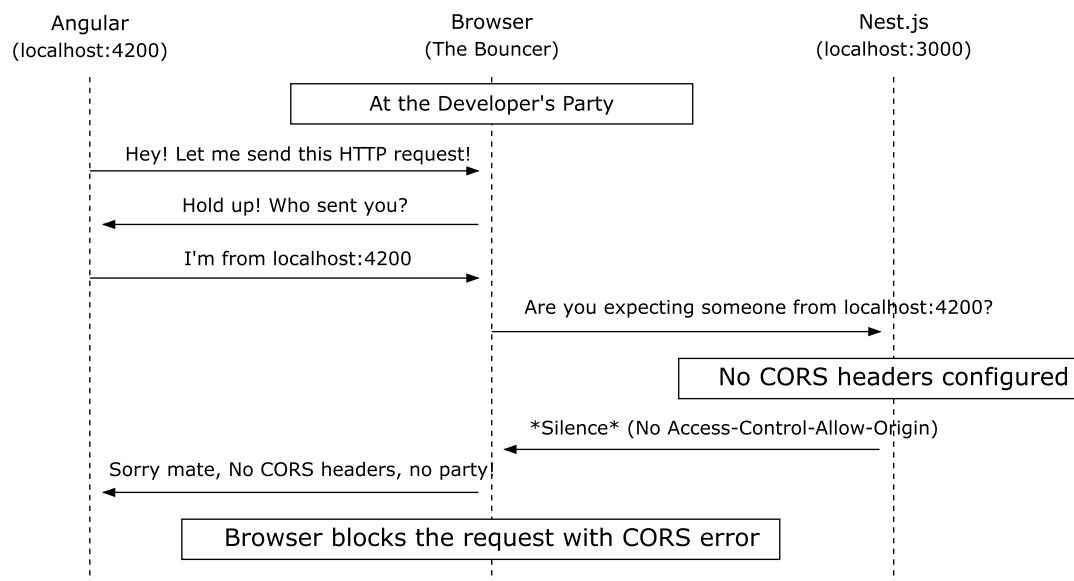 Angular
(localhost:4200)
Browser
(The Bouncer)
Nest.js
(localhost:3000)
At the Developer's Party
Hey! Let me send this HTTP request!
Hold up! Who sent you?
I'm from localhost:4200
Are you expecting someone from localhost:4200?
No CORS headers configured
*Silence* (No Access-Control-Allow-Origin)
Sorry mate, No CORS headers, no party!
Browser blocks the request with CORS error